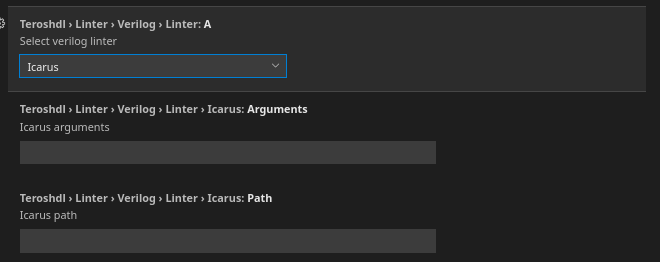 Teroshdl › Linter › Verilog › Linter: A
Select verilog linter
Icarus
Teroshdl › Linter › Verilog › Linter › Icarus: Arguments
Icarus arguments
Teroshdl › Linter › Verilog › Linter › Icarus: Path
Icarus path